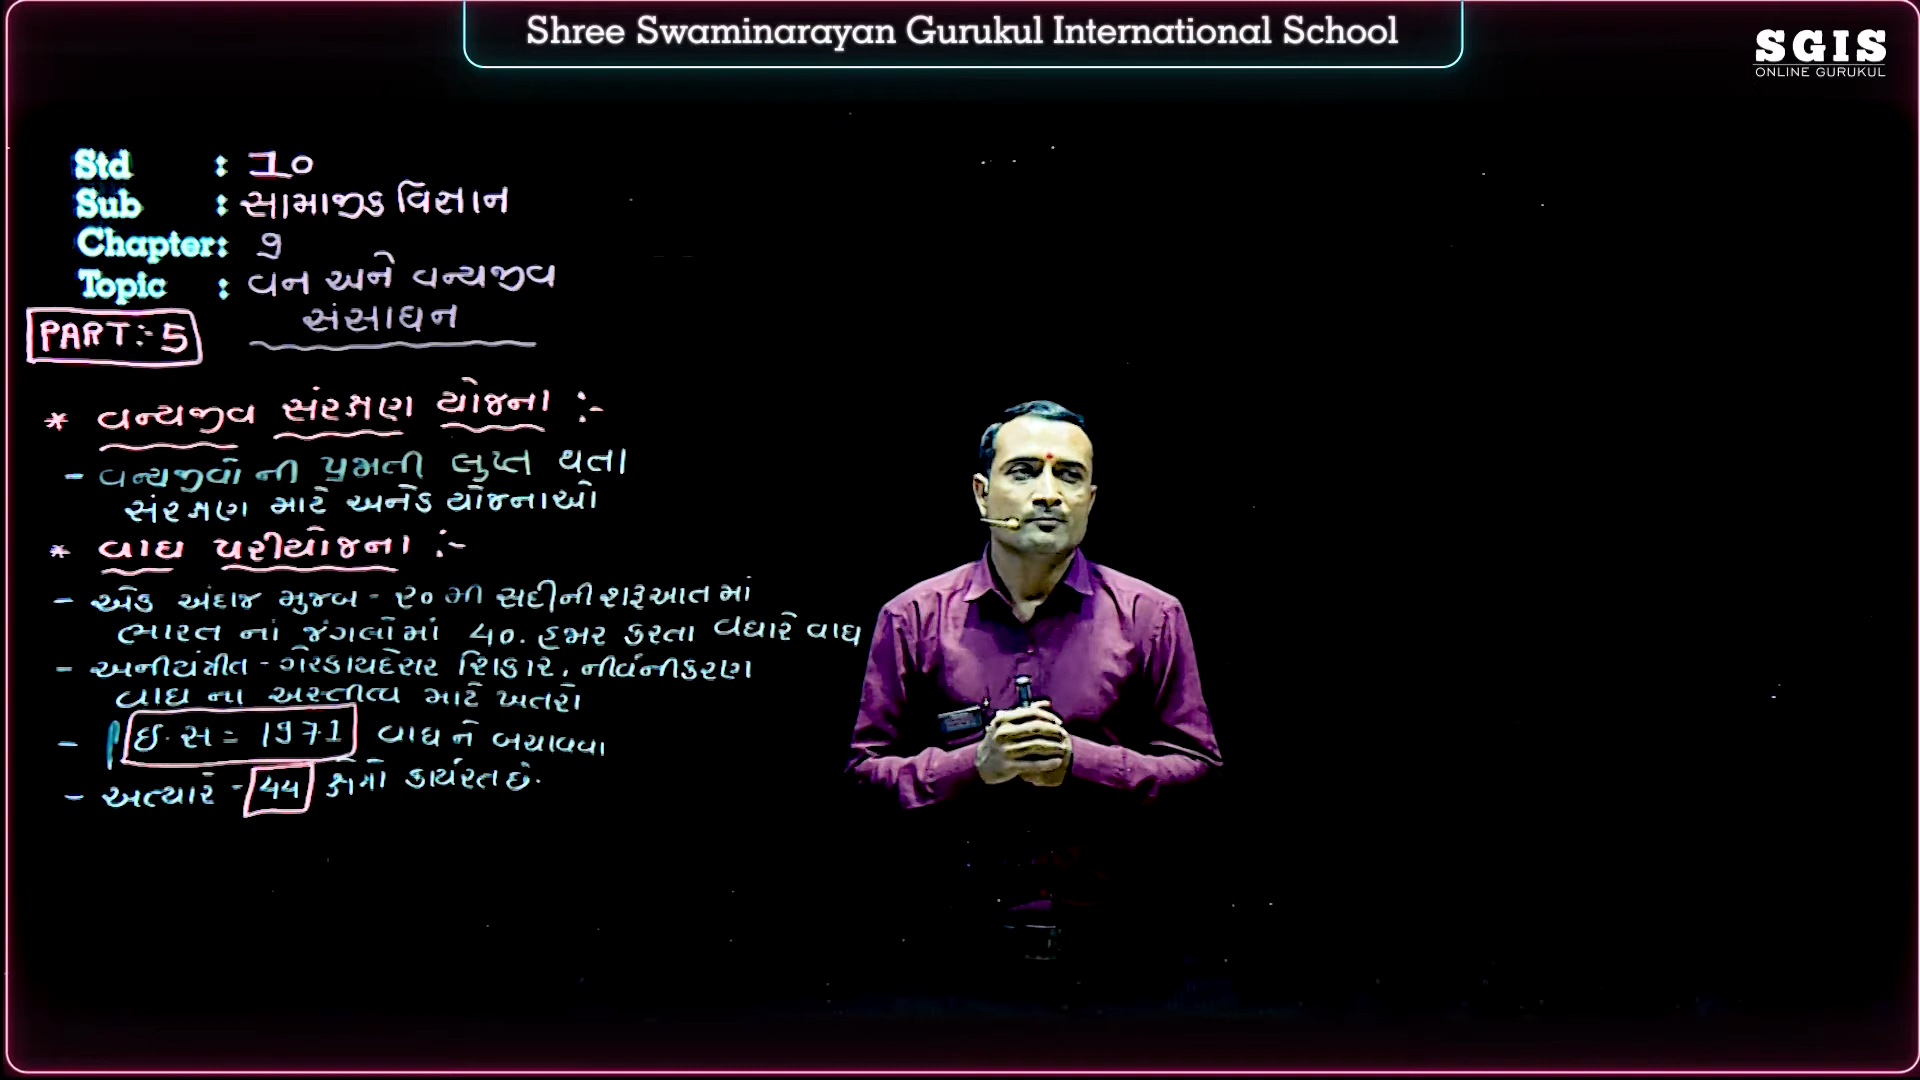 Shree Swaminarayan Gurukul International School
SGIS
ONLINE GURUKUL
Std : 10
Sub : સામાજીક વિજ્ઞાન
Chapter: 9
Topic : વન અને વન્યજીવ
સંસાધન
PART:- 5
* વન્યજીવ સંરક્ષણ યોજના :-
- વન્યજીવો ની પ્રજાતી લુપ્ત થતા
સંરક્ષણ માટે અનેક યોજનાઓ
* વાઘ પરીયોજના :-
- એક અંદાજ મુજબ - ૨૦ મી સદીની શરૂઆત માં
ભારત નાં જંગલોમાં ૪૦. હજાર કરતા વધારે વાઘ
- અનીયંત્રીત - ગેરકાયદેસર શિકાર, નીર્વનીકરણ
વાઘ ના અસ્તીત્વ માટે ખતરો
- ઈ.સ = 1971 વાઘ ને બચાવવા
- અત્યારે - ૪૪ ક્ષેત્રો કાર્યરત છે.